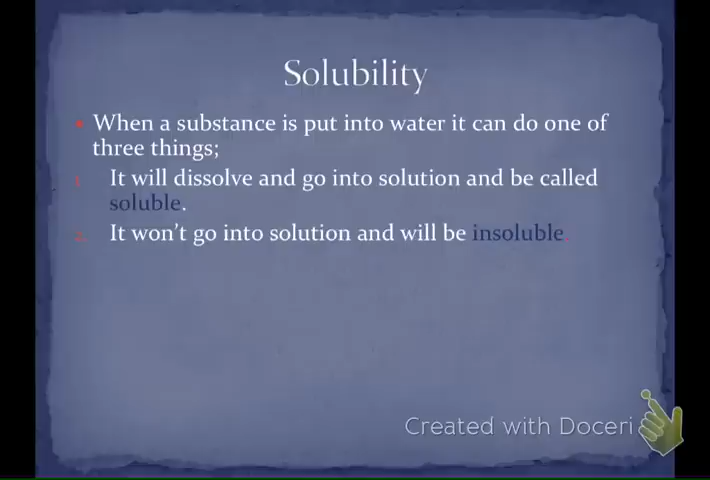 Solubility
• When a substance is put into water it can do one of
three things;
1. It will dissolve and go into solution and be called
soluble.
2. It won't go into solution and will be insoluble.
Created with Doceri